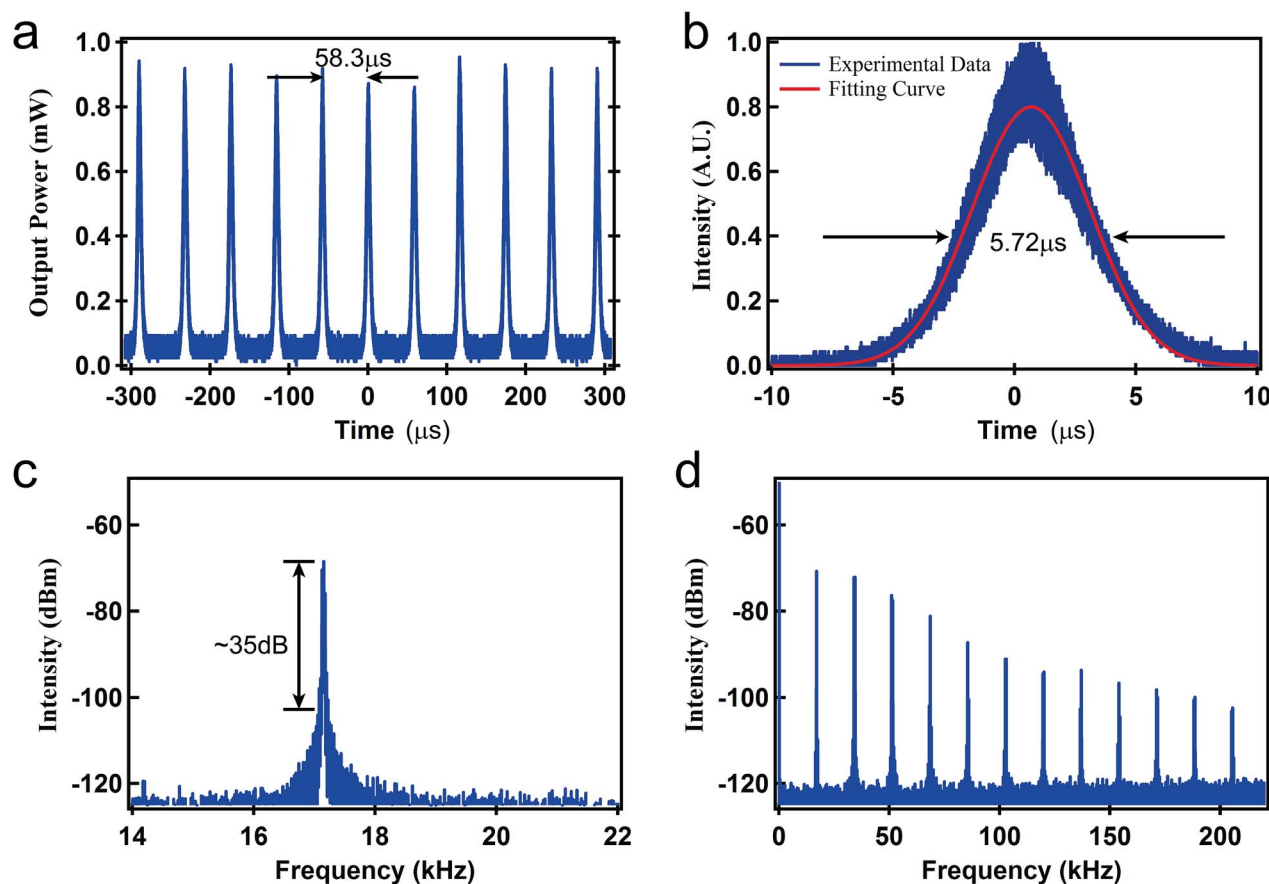 a
1.0
0.8
0.6
0.4
0.2
0.0
Output Power (mW)
58.3μs
-300 -200 -100 0 100 200 300
Time (μs)
b
1.0
0.8
0.6
0.4
0.2
0.0
Intensity (A.U.)
Experimental Data
Fitting Curve
5.72μs
-10 -5 0 5 10
Time (μs)
c
-60
-80
-100
-120
Intensity (dBm)
~35dB
14 16 18 20 22
Frequency (kHz)
d
-60
-80
-100
-120
Intensity (dBm)
0 50 100 150 200
Frequency (kHz)